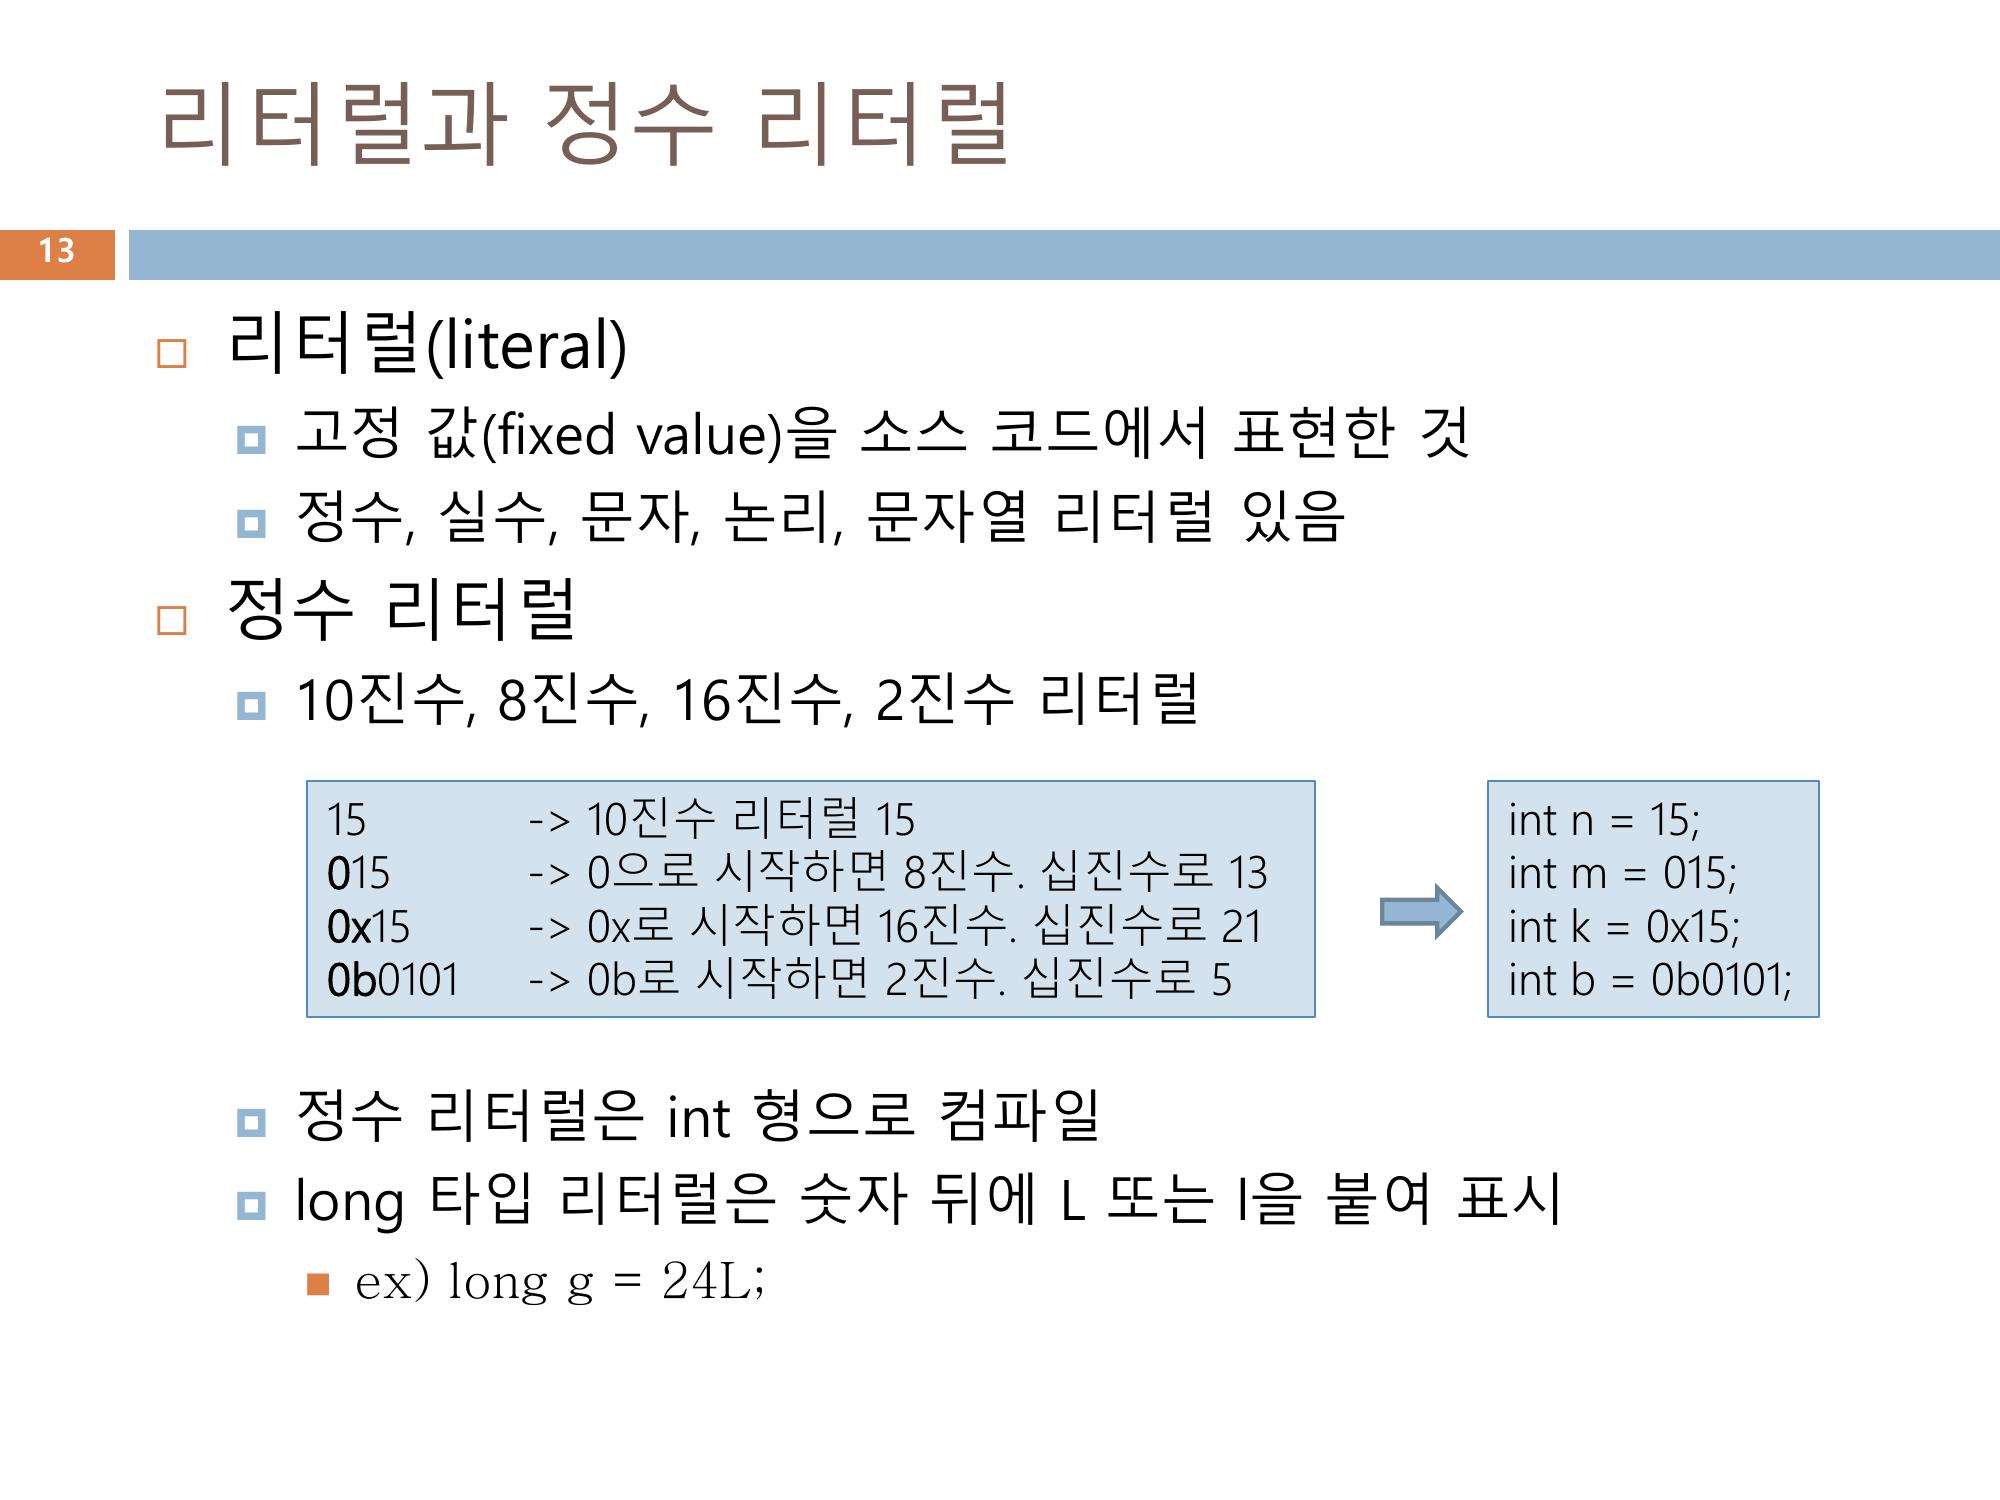 리터럴과 정수 리터럴
13
리터럴(literal)
고정 값(fixed value)을 소스 코드에서 표현한 것
정수, 실수, 문자, 논리, 문자열 리터럴 있음
정수 리터럴
10진수, 8진수, 16진수, 2진수 리터럴
15 -> 10진수 리터럴 15
015 -> 0으로 시작하면 8진수. 십진수로 13
0x15 -> 0x로 시작하면 16진수. 십진수로 21
0b0101 -> 0b로 시작하면 2진수. 십진수로 5
int n = 15;
int m = 015;
int k = 0x15;
int b = 0b0101;
정수 리터럴은 int 형으로 컴파일
long 타입 리터럴은 숫자 뒤에 L 또는 l을 붙여 표시
ex) long g = 24L;